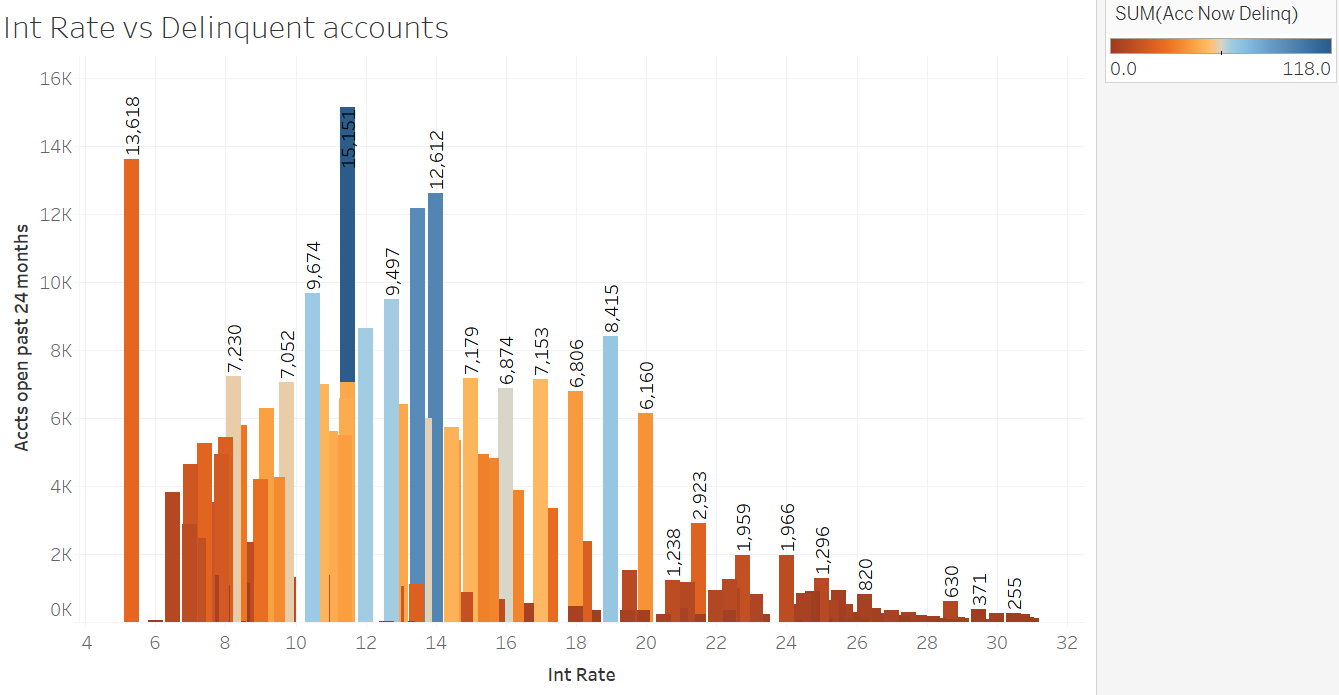 Int Rate vs Delinquent accounts
SUM(Acc Now Delinq)
0.0 118.0
Accts open past 24 months
16K
14K
12K
10K
8K
6K
4K
2K
0K
13,618
7,230
7,052
9,674
15,151
9,497
12,612
7,179
6,874
7,153
6,806
8,415
6,160
1,238
2,923
1,959
1,966
1,296
820
630
371
255
4 6 8 10 12 14 16 18 20 22 24 26 28 30 32
Int Rate